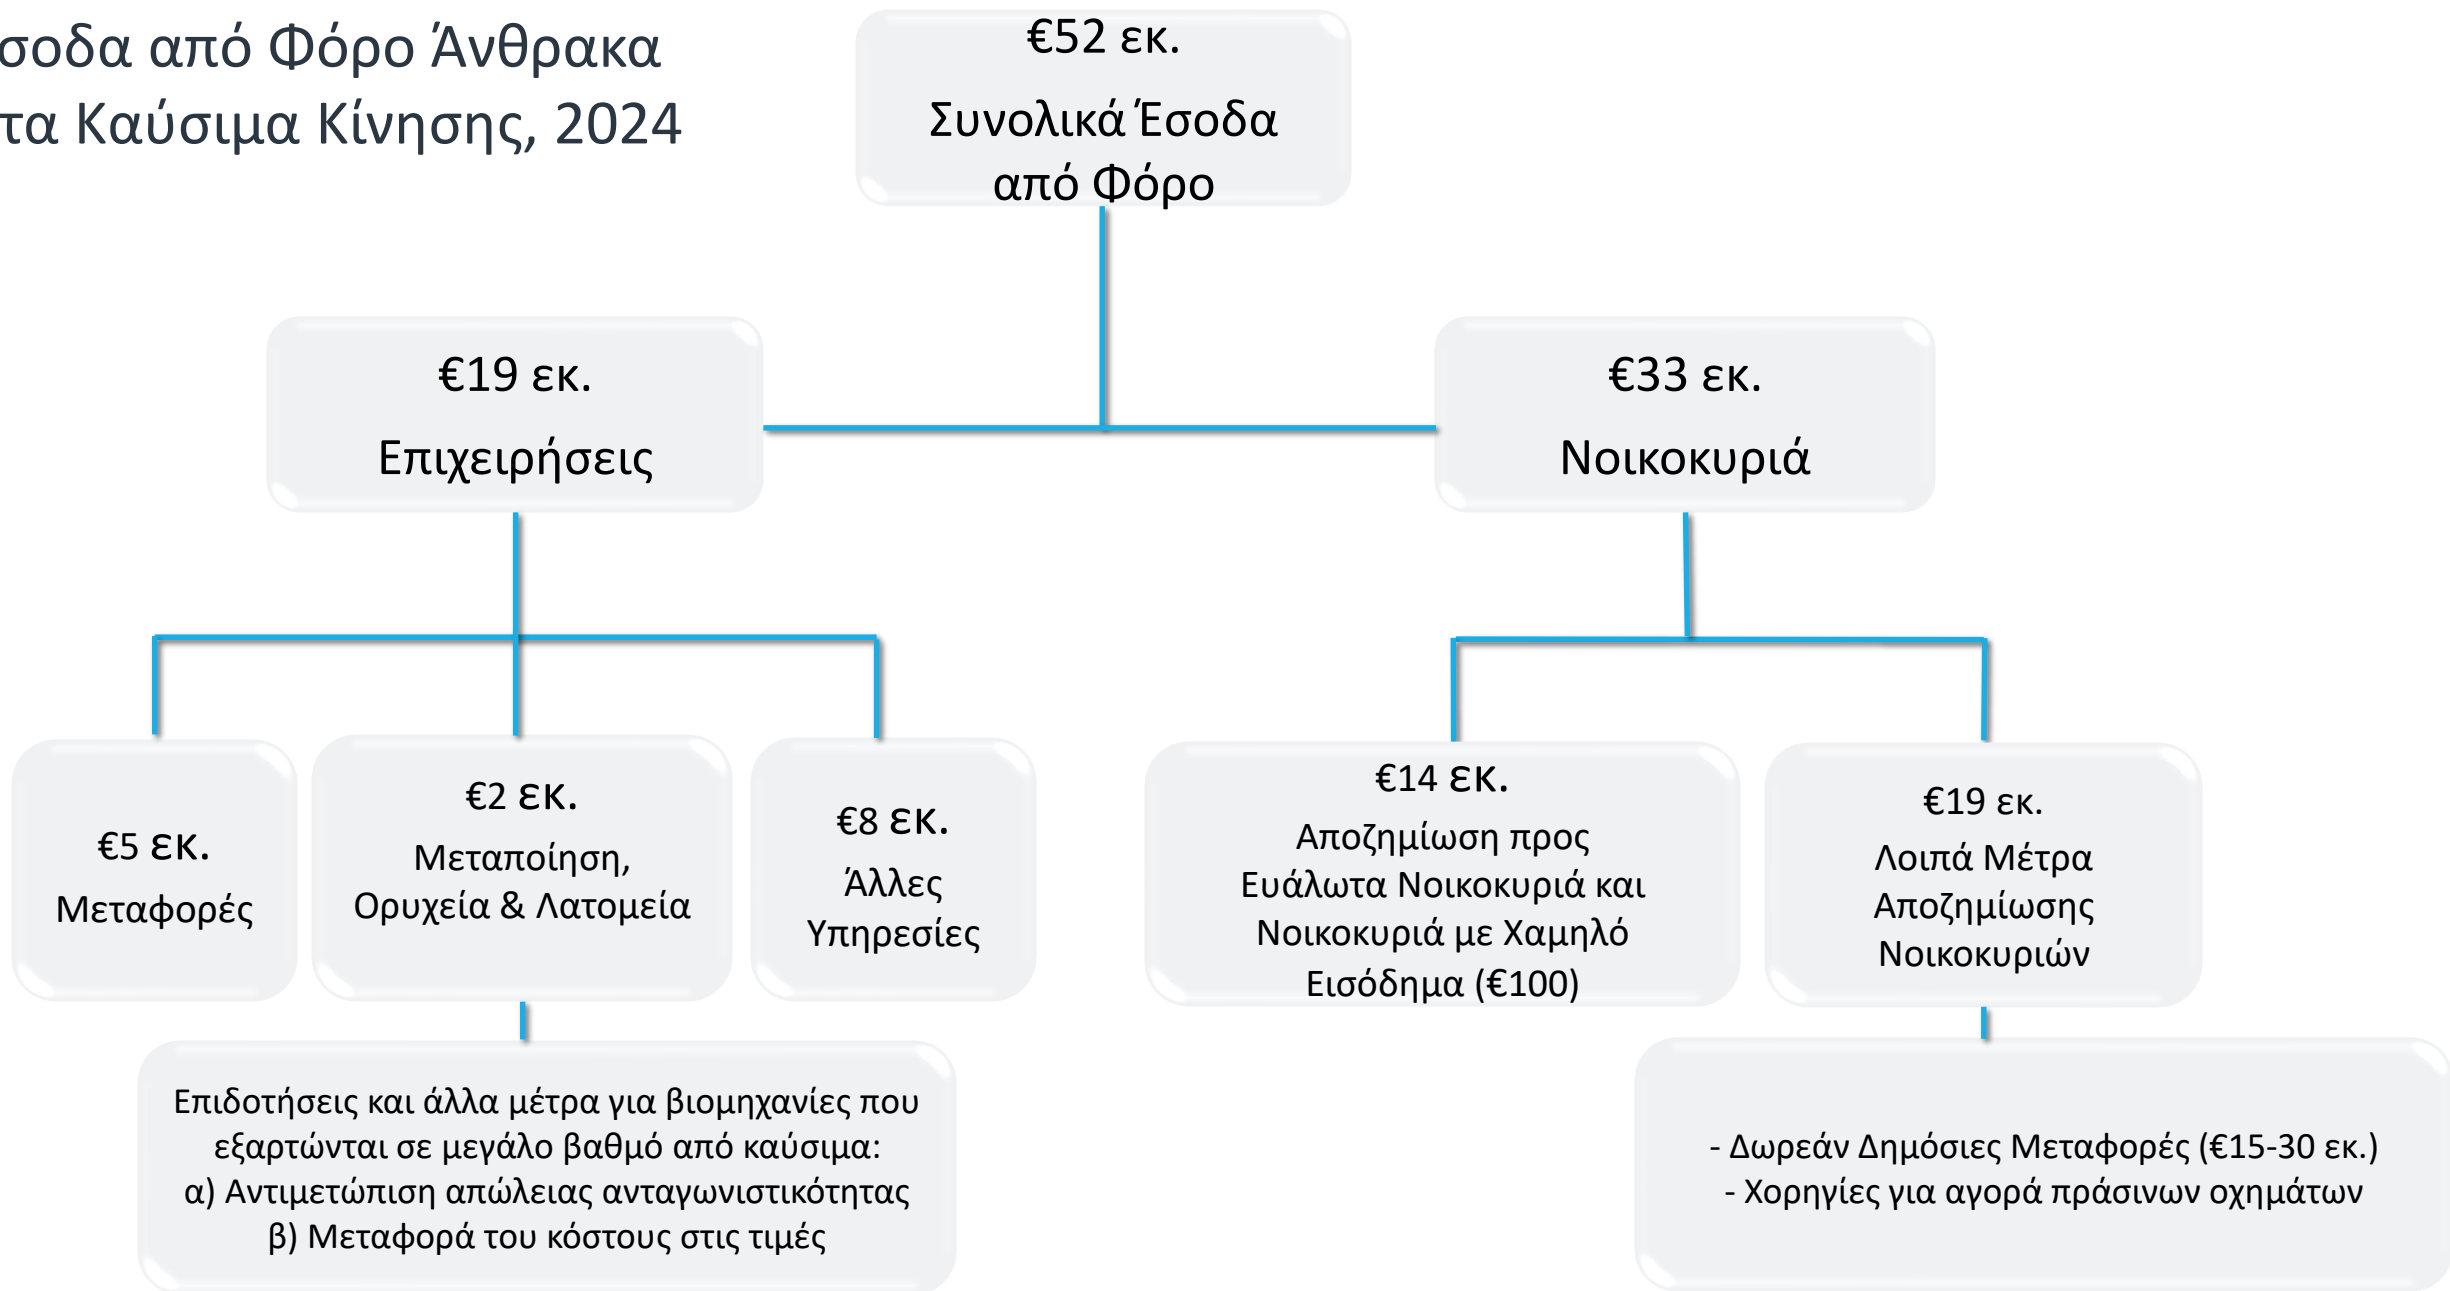 σοδα από Φόρο Άνθρακα
τα Καύσιμα Κίνησης, 2024
€52 εκ.
Συνολικά Έσοδα
από Φόρο
€19 εκ.
Επιχειρήσεις
€33 εκ.
Νοικοκυριά
€5 εκ.
Μεταφορές
€2 εκ.
Μεταποίηση,
Ορυχεία & Λατομεία
€8 εκ.
Άλλες
Υπηρεσίες
€14 εκ.
Αποζημίωση προς
Ευάλωτα Νοικοκυριά και
Νοικοκυριά με Χαμηλό
Εισόδημα (€100)
€19 εκ.
Λοιπά Μέτρα
Αποζημίωσης
Νοικοκυριών
Επιδοτήσεις και άλλα μέτρα για βιομηχανίες που
εξαρτώνται σε μεγάλο βαθμό από καύσιμα:
α) Αντιμετώπιση απώλειας ανταγωνιστικότητας
β) Μεταφορά του κόστους στις τιμές
- Δωρεάν Δημόσιες Μεταφορές (€15-30 εκ.)
- Χορηγίες για αγορά πράσινων οχημάτων